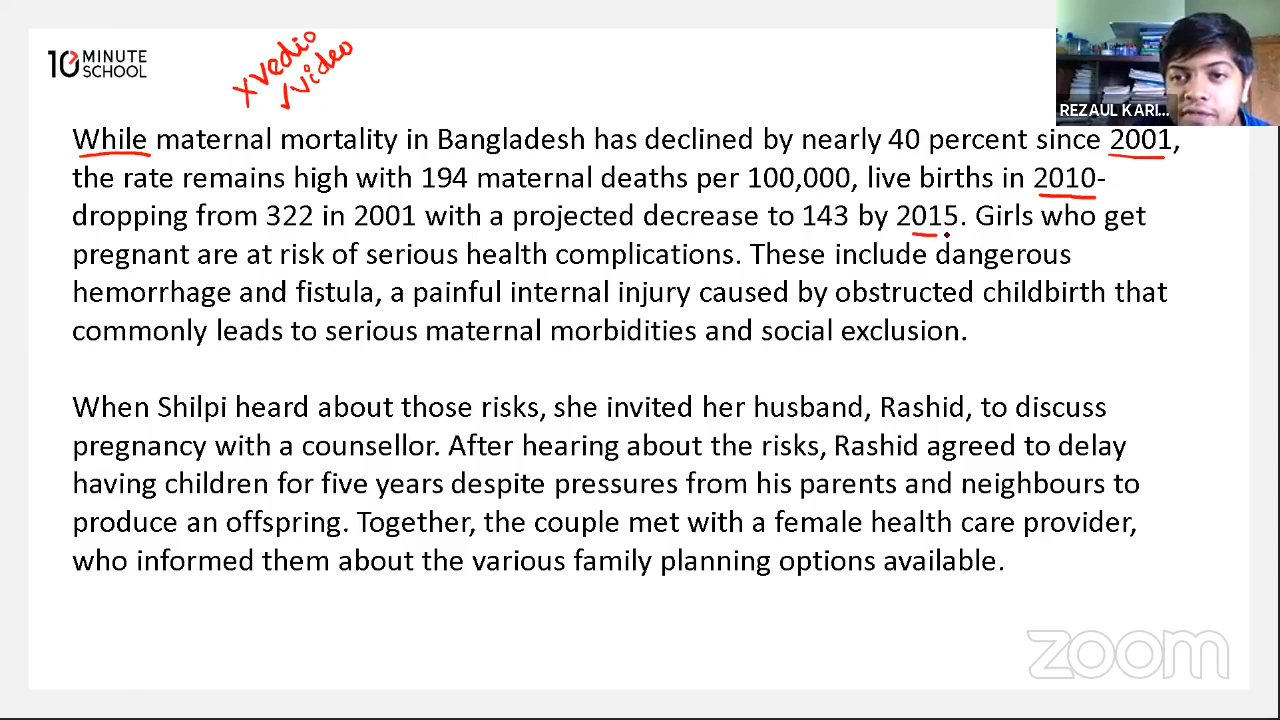 10 MINUTE
SCHOOL
x vedio
√ video
REZAUL KARI...
While maternal mortality in Bangladesh has declined by nearly 40 percent since 2001,
the rate remains high with 194 maternal deaths per 100,000, live births in 2010-
dropping from 322 in 2001 with a projected decrease to 143 by 2015. Girls who get
pregnant are at risk of serious health complications. These include dangerous
hemorrhage and fistula, a painful internal injury caused by obstructed childbirth that
commonly leads to serious maternal morbidities and social exclusion.
When Shilpi heard about those risks, she invited her husband, Rashid, to discuss
pregnancy with a counsellor. After hearing about the risks, Rashid agreed to delay
having children for five years despite pressures from his parents and neighbours to
produce an offspring. Together, the couple met with a female health care provider,
who informed them about the various family planning options available.
zoom